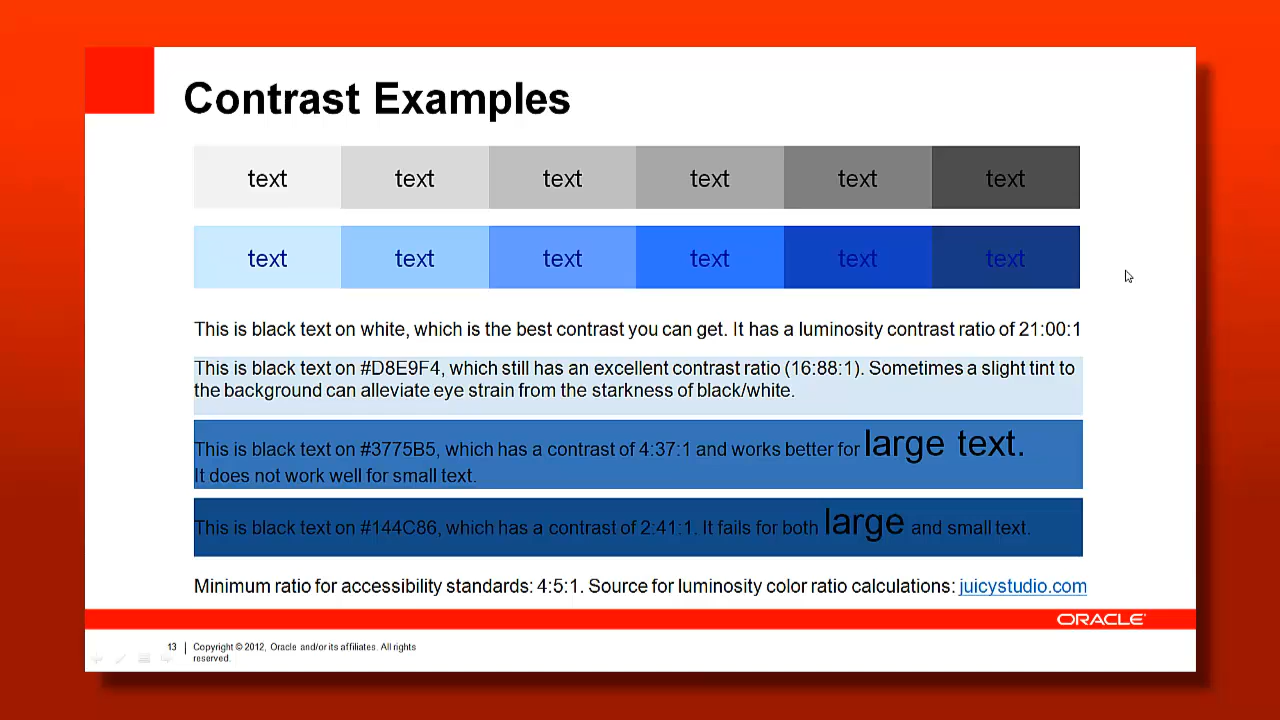 Contrast Examples
text text text text text text
text text text text text text
This is black text on white, which is the best contrast you can get. It has a luminosity contrast ratio of 21:00:1
This is black text on #D8E9F4, which still has an excellent contrast ratio (16:88:1). Sometimes a slight tint to
the background can alleviate eye strain from the starkness of black/white.
This is black text on #3775B5, which has a contrast of 4:37:1 and works better for large text.
It does not work well for small text.
This is black text on #144C86, which has a contrast of 2:41:1. It fails for both large and small text.
Minimum ratio for accessibility standards: 4:5:1. Source for luminosity color ratio calculations: juicystudio.com
ORACLE
13 | Copyright © 2012, Oracle and/or its affiliates. All rights
reserved.